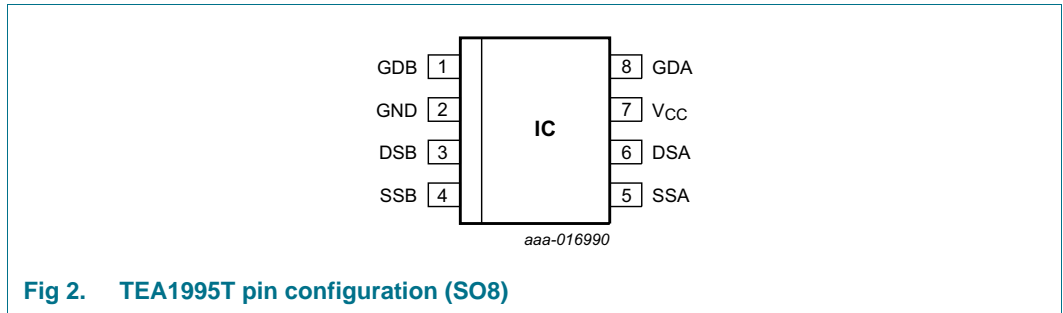 GDB 1
GND 2
DSB 3
SSB 4
IC
8 GDA
7 VCC
6 DSA
5 SSA
aaa-016990
Fig 2. TEA1995T pin configuration (SO8)